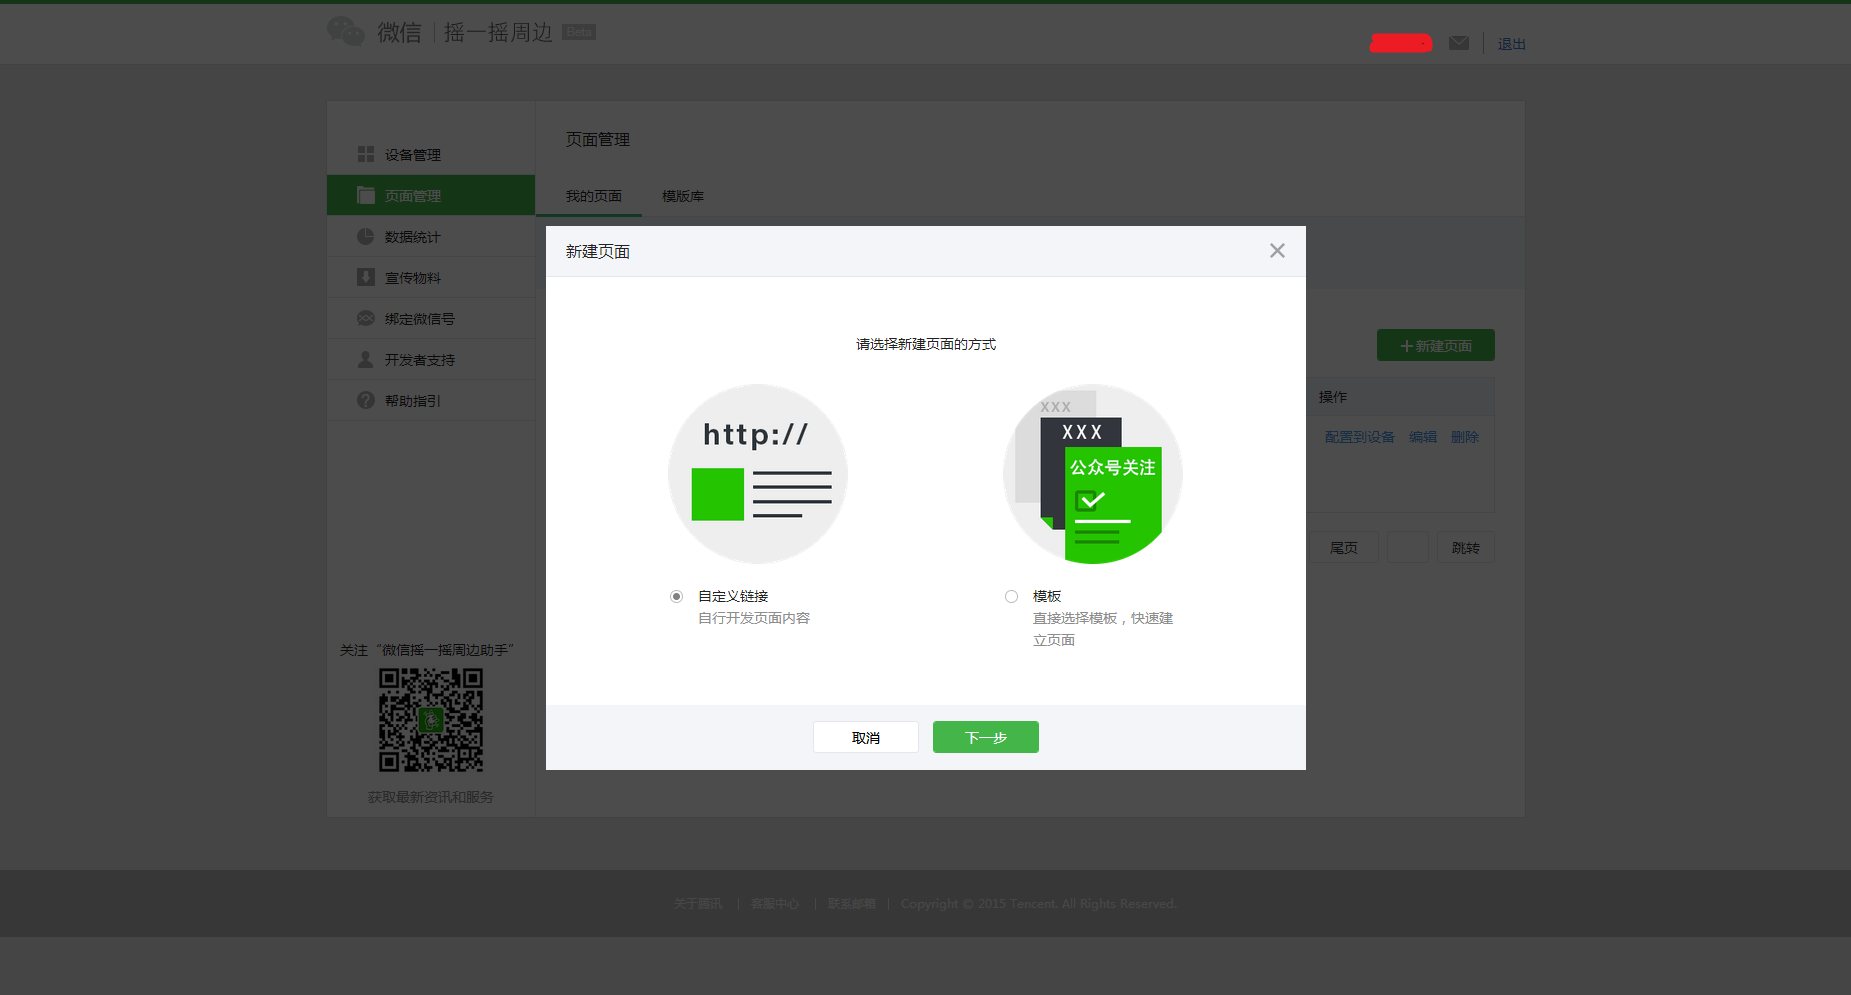 微信 摇一摇周边 Beta
退出
设备管理
页面管理
数据统计
宣传物料
绑定微信号
开发者支持
帮助指引
关注“微信摇一摇周边助手”
获取最新资讯和服务
页面管理
我的页面 模版库
+新建页面
操作
配置到设备 编辑 删除
尾页 跳转
新建页面
请选择新建页面的方式
http://
XXX
XXX
公众号关注
自定义链接
自行开发页面内容
模板
直接选择模板，快速建
立页面
取消 下一步
关于腾讯 | 客服中心 | 联系邮箱 | Copyright © 2015 Tencent. All Rights Reserved.